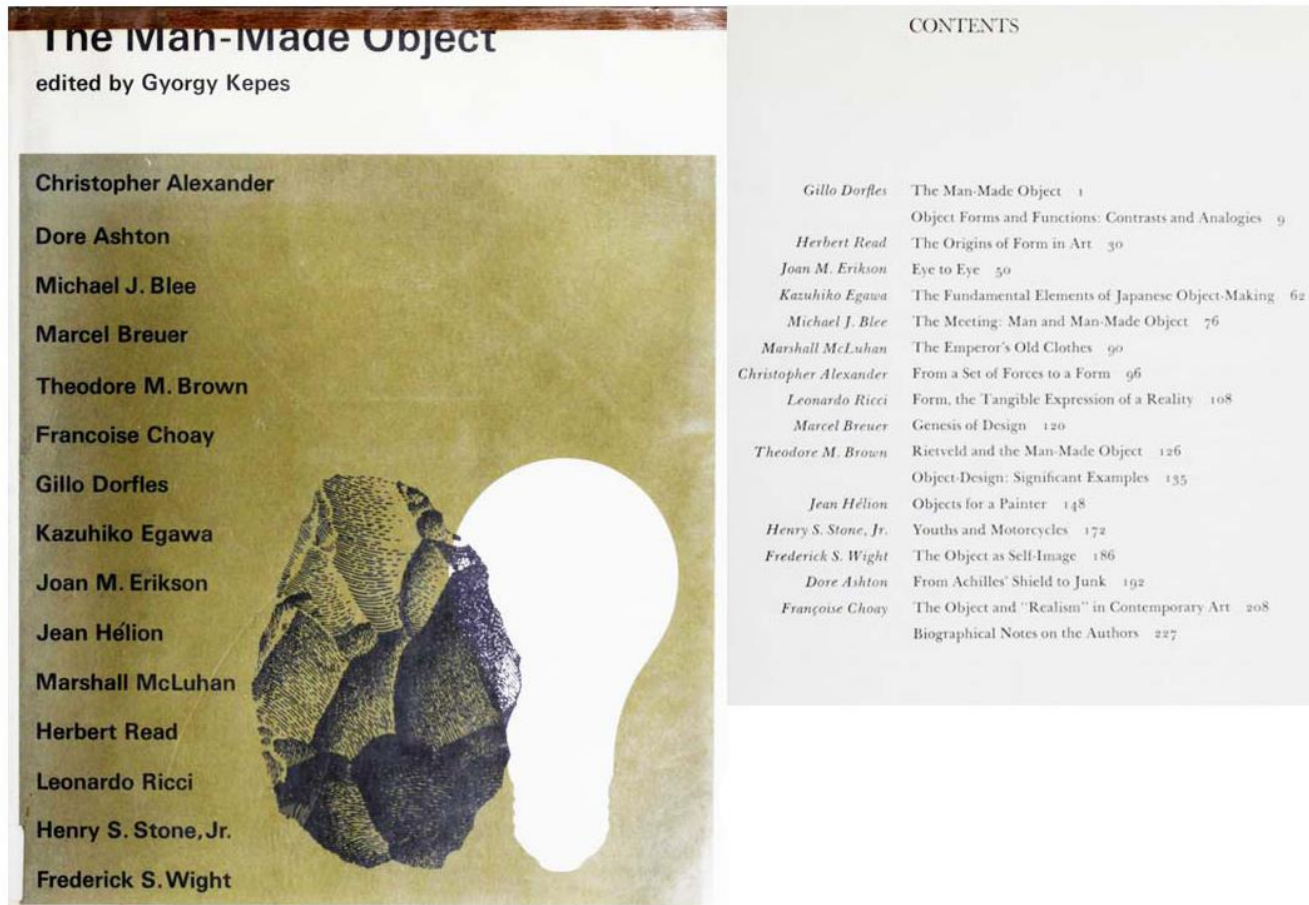 The Man-Made Object
edited by Gyorgy Kepes
Christopher Alexander
Dore Ashton
Michael J. Blee
Marcel Breuer
Theodore M. Brown
Francoise Choay
Gillo Dorfles
Kazuhiko Egawa
Joan M. Erikson
Jean Hélion
Marshall McLuhan
Herbert Read
Leonardo Ricci
Henry S. Stone, Jr.
Frederick S. Wight
CONTENTS
Gillo Dorfles The Man-Made Object 1
Object Forms and Functions: Contrasts and Analogies 9
Herbert Read The Origins of Form in Art 30
Joan M. Erikson Eye to Eye 50
Kazuhiko Egawa The Fundamental Elements of Japanese Object-Making 62
Michael J. Blee The Meeting: Man and Man-Made Object 76
Marshall McLuhan The Emperor's Old Clothes 90
Christopher Alexander From a Set of Forces to a Form 96
Leonardo Ricci Form, the Tangible Expression of a Reality 108
Marcel Breuer Genesis of Design 120
Theodore M. Brown Rietveld and the Man-Made Object 126
Object-Design: Significant Examples 135
Jean Hélion Objects for a Painter 148
Henry S. Stone, Jr. Youths and Motorcycles 172
Frederick S. Wight The Object as Self-Image 186
Dore Ashton From Achilles' Shield to Junk 192
Françoise Choay The Object and "Realism" in Contemporary Art 208
Biographical Notes on the Authors 227